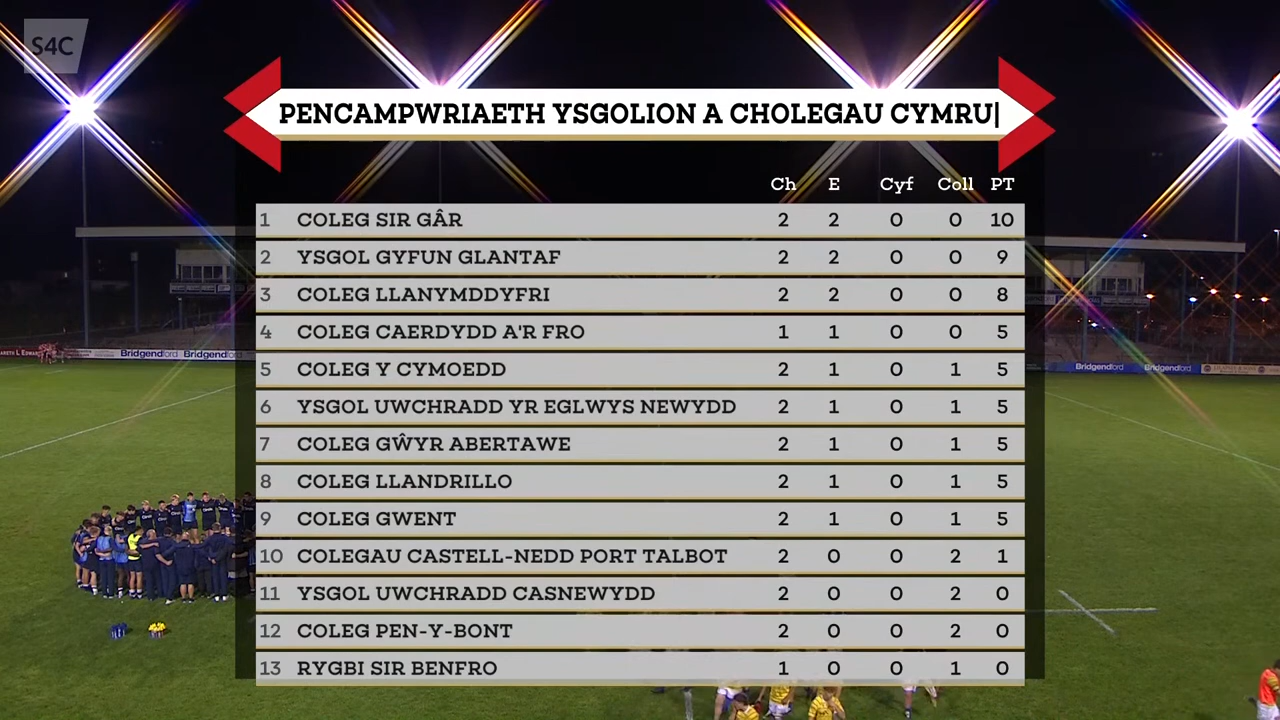 S4C
PENCAMPWRIAETH YSGOLION A CHOLEGAU CYMRU
Ch E Cyf Coll PT
1 COLEG SIR GÂR 2 2 0 0 10
2 YSGOL GYFUN GLANTAF 2 2 0 0 9
3 COLEG LLANYMDDYFRI 2 2 0 0 8
4 COLEG CAERDYDD A'R FRO 1 1 0 0 5
5 COLEG Y CYMOEDD 2 1 0 1 5
6 YSGOL UWCHRADD YR EGLWYS NEWYDD 2 1 0 1 5
7 COLEG GŴYR ABERTAWE 2 1 0 1 5
8 COLEG LLANDRILLO 2 1 0 1 5
9 COLEG GWENT 2 1 0 1 5
10 COLEGAU CASTELL-NEDD PORT TALBOT 2 0 0 2 1
11 YSGOL UWCHRADD CASNEWYDD 2 0 0 2 0
12 COLEG PEN-Y-BONT 2 0 0 2 0
13 RYGBI SIR BENFRO 1 0 0 1 0
Bridgendford Bridgendford
Bridgendford Bridgendford